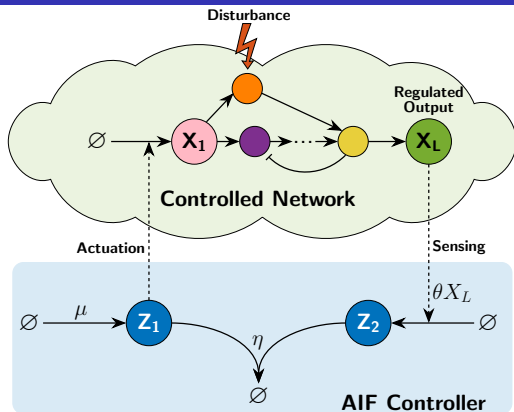 Disturbance
Regulated
Output
∅
X₁
...
X_L
Controlled Network
Actuation
Sensing
θX_L
∅
μ
Z₁
η
Z₂
∅
∅
AIF Controller